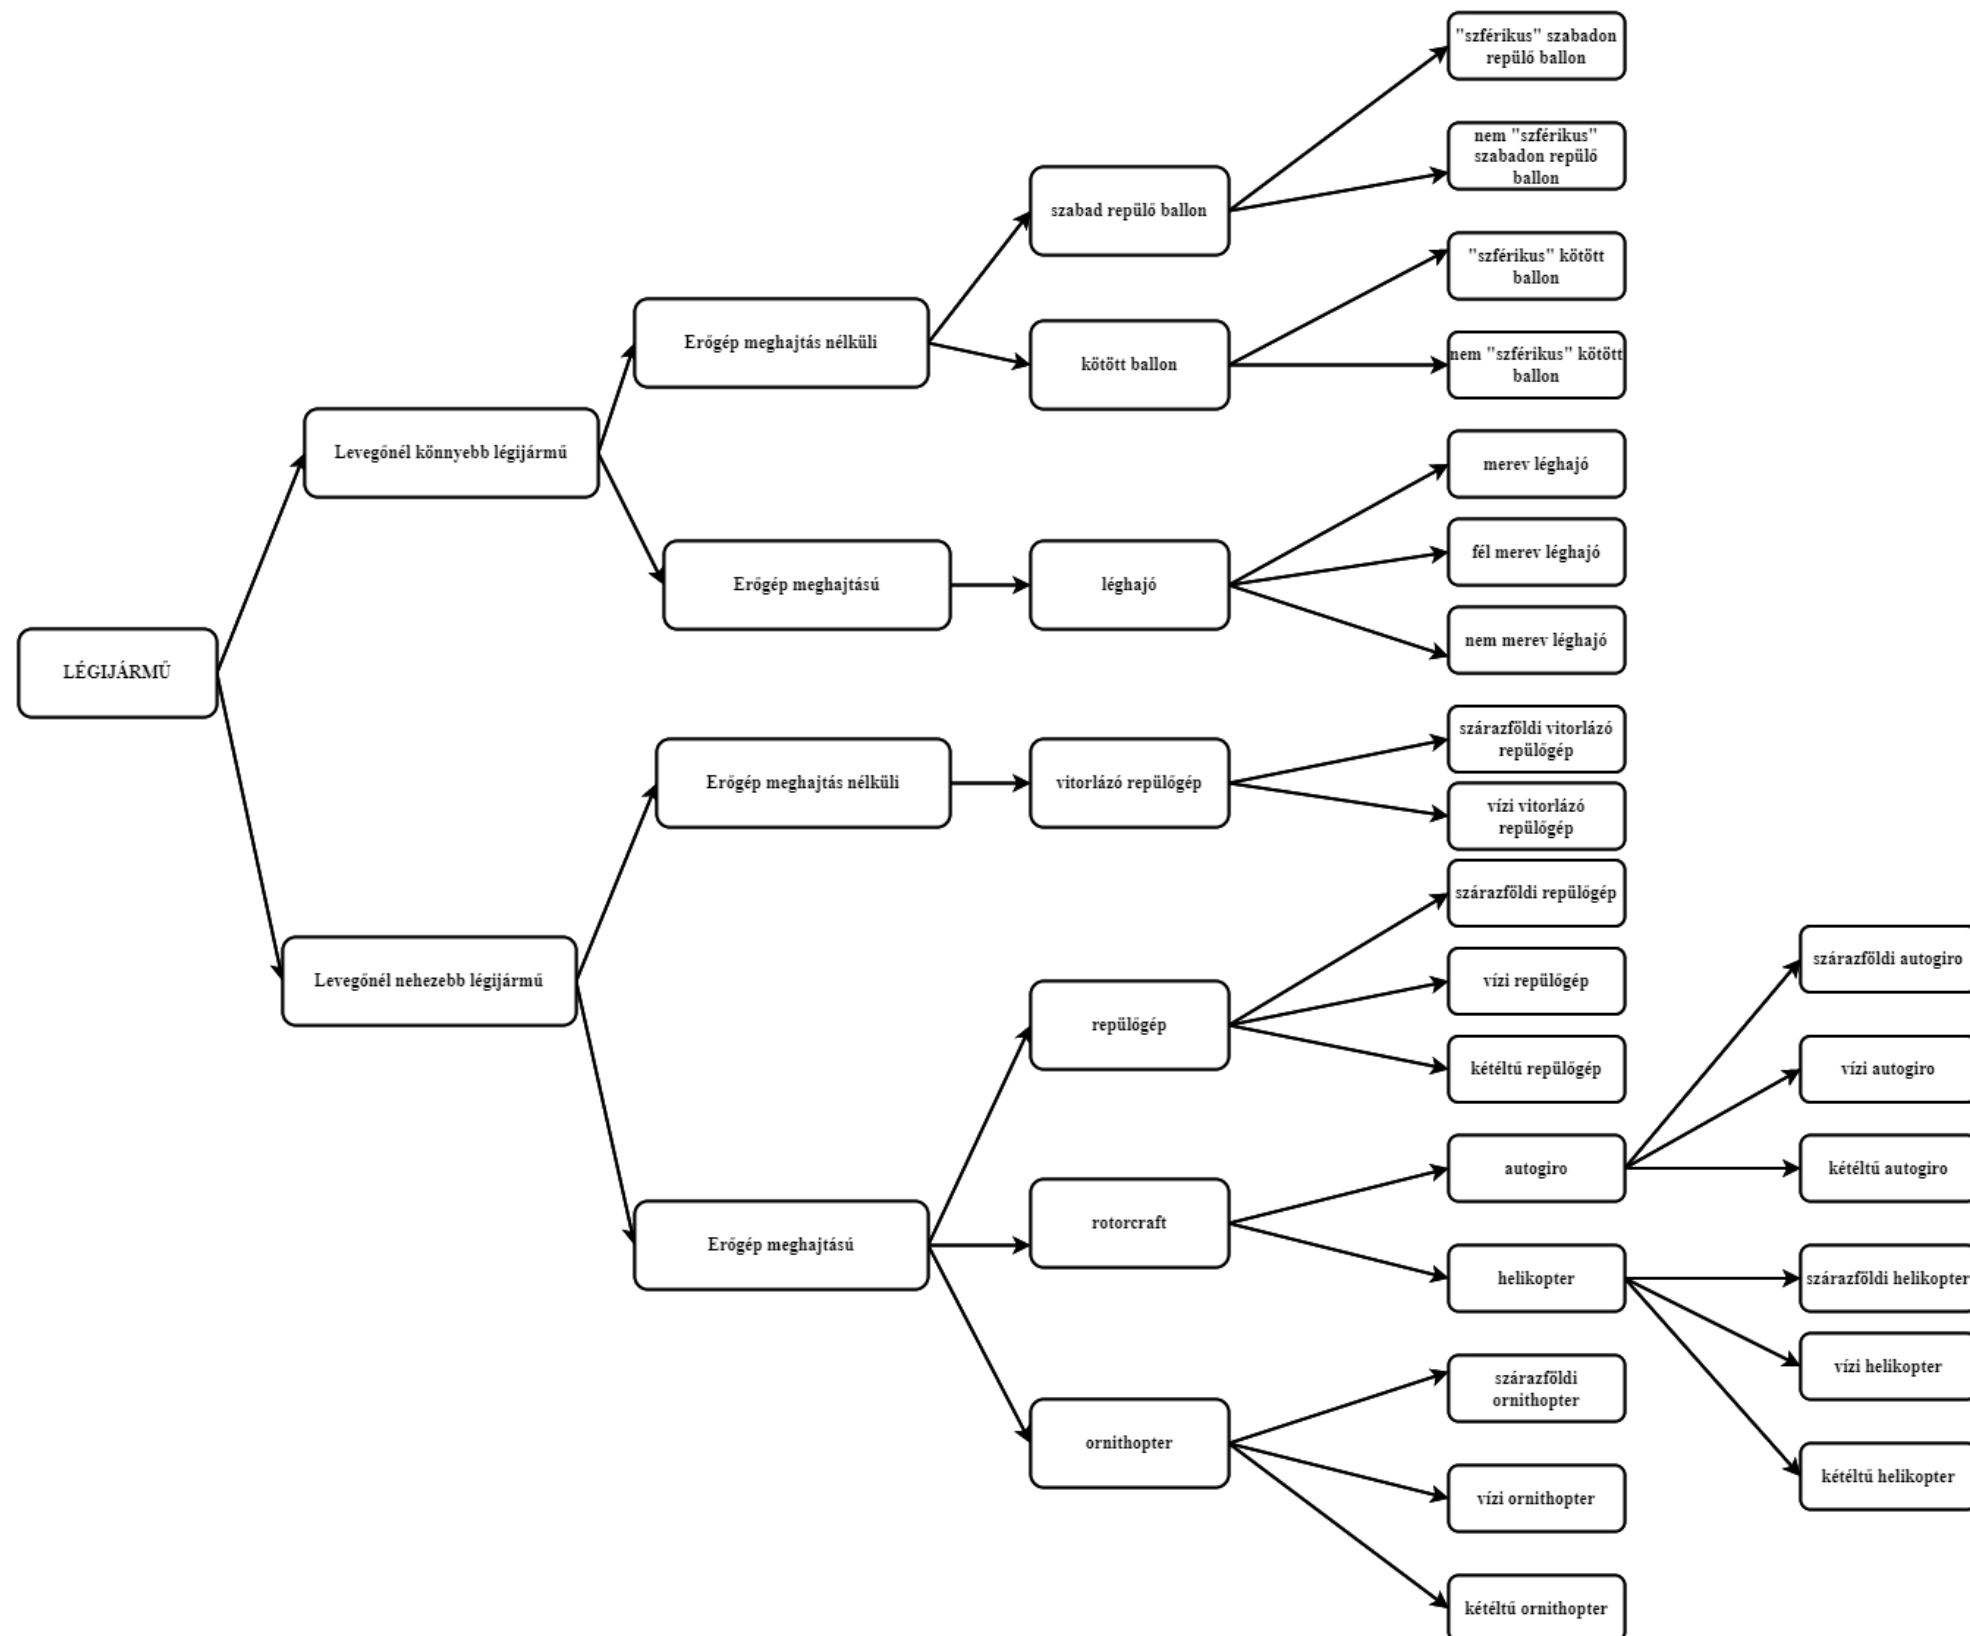 LÉGIJÁRMŰ
Levegőnél könnyebb légijármű
Levegőnél nehezebb légijármű
Erőgép meghajtás nélküli
Erőgép meghajtású
Erőgép meghajtás nélküli
Erőgép meghajtású
szabad repülő ballon
kötött ballon
léghajó
vitorlázó repülőgép
repülőgép
rotorcraft
ornithopter
"szférikus" szabadon
repülő ballon
nem "szférikus"
szabadon repülő
ballon
"szférikus" kötött
ballon
nem "szférikus" kötött
ballon
merev léghajó
fél merev léghajó
nem merev léghajó
szárazföldi vitorlázó
repülőgép
vízi vitorlázó
repülőgép
szárazföldi repülőgép
vízi repülőgép
kétéltű repülőgép
autogiro
helikopter
szárazföldi
ornithopter
vízi ornithopter
kétéltű ornithopter
szárazföldi autogiro
vízi autogiro
kétéltű autogiro
szárazföldi helikopter
vízi helikopter
kétéltű helikopter